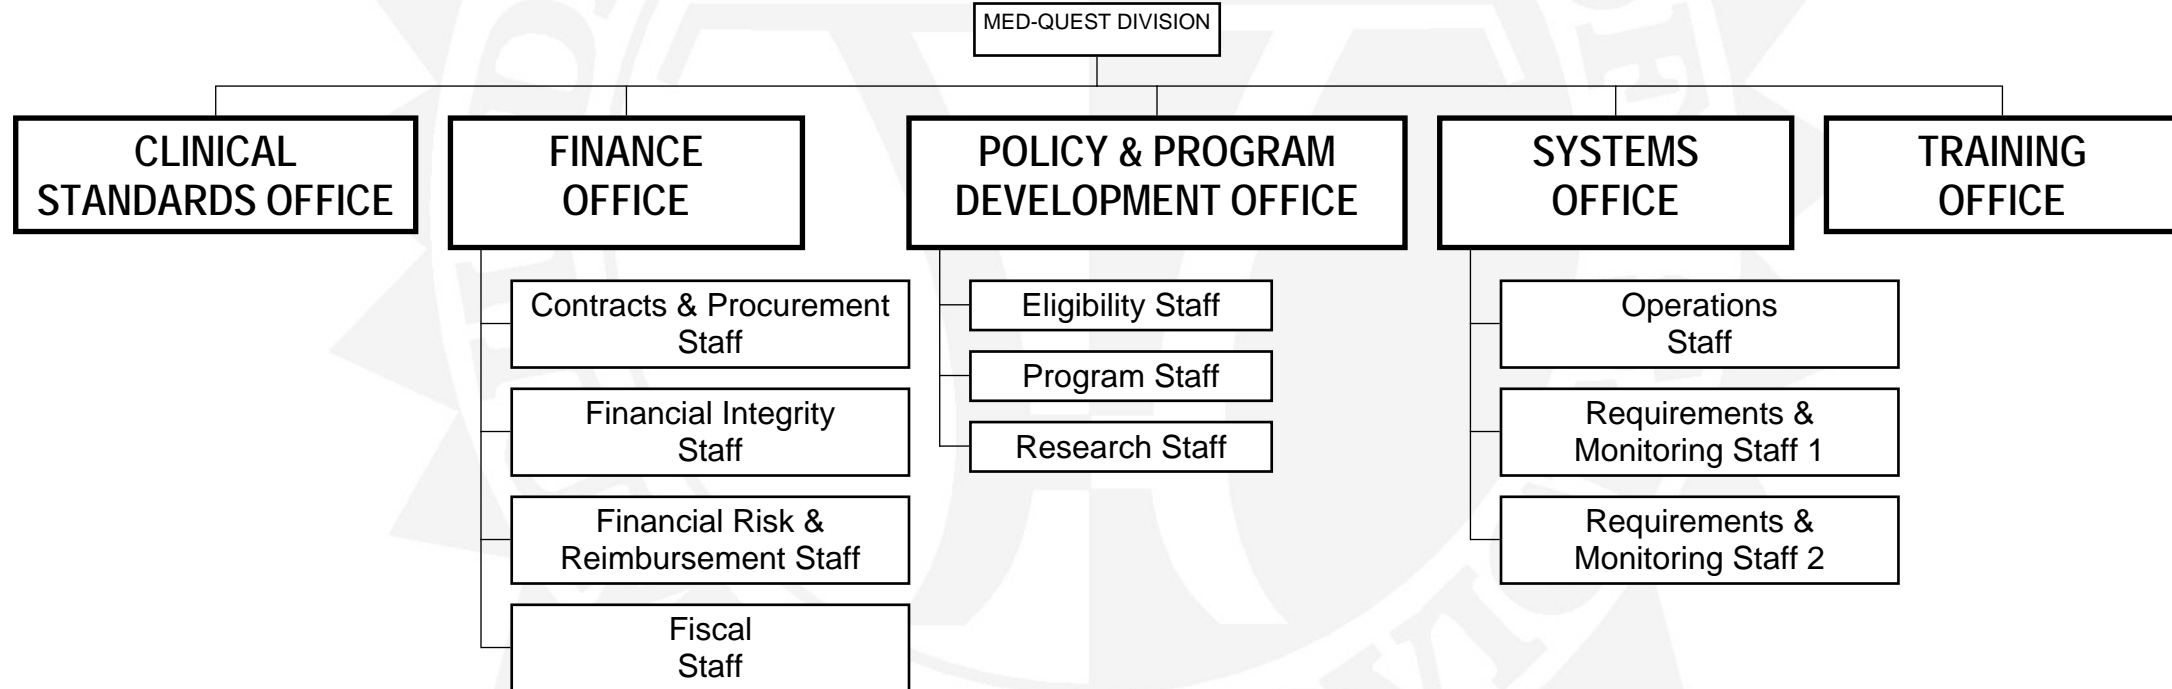 MED-QUEST DIVISION
CLINICAL
STANDARDS OFFICE
FINANCE
OFFICE
POLICY & PROGRAM
DEVELOPMENT OFFICE
SYSTEMS
OFFICE
TRAINING
OFFICE
Contracts & Procurement
Staff
Financial Integrity
Staff
Financial Risk &
Reimbursement Staff
Fiscal
Staff
Eligibility Staff
Program Staff
Research Staff
Operations
Staff
Requirements &
Monitoring Staff 1
Requirements &
Monitoring Staff 2